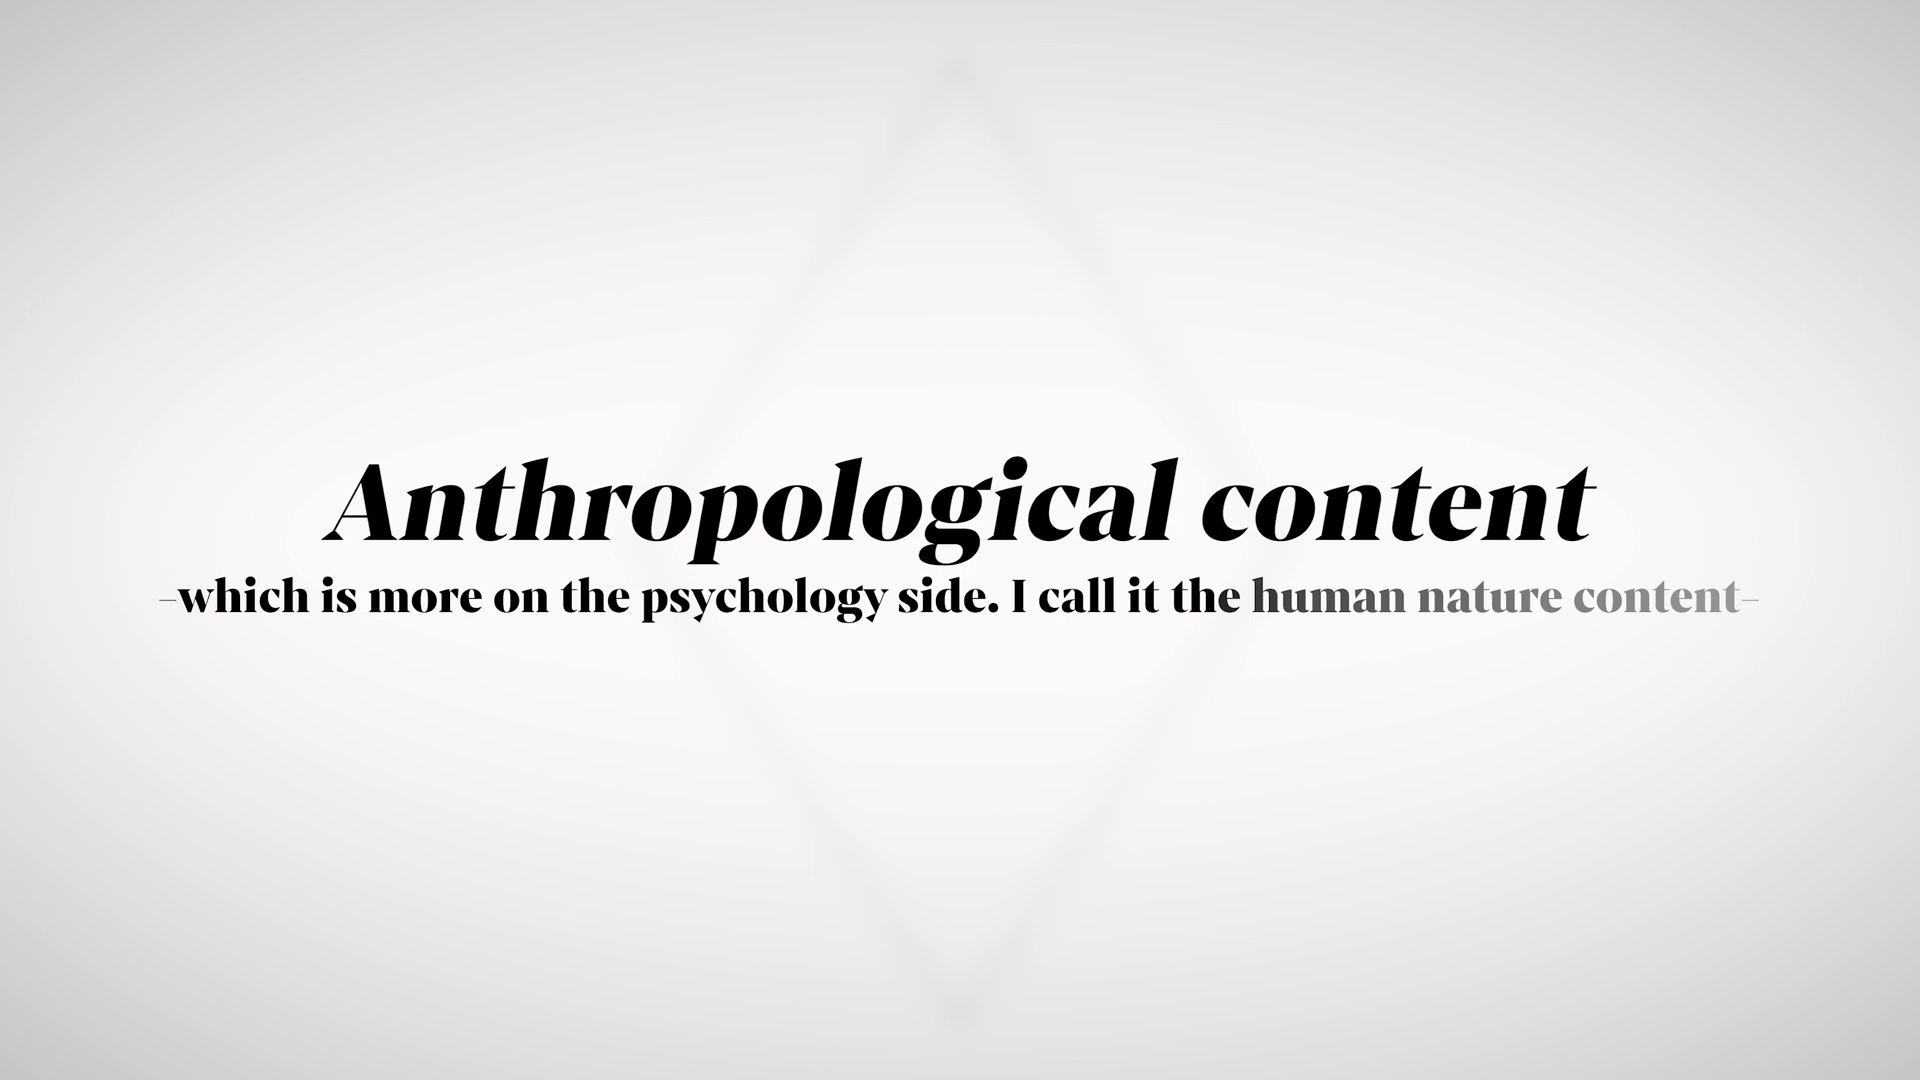 Anthropological content
–which is more on the psychology side. I call it the human nature content–